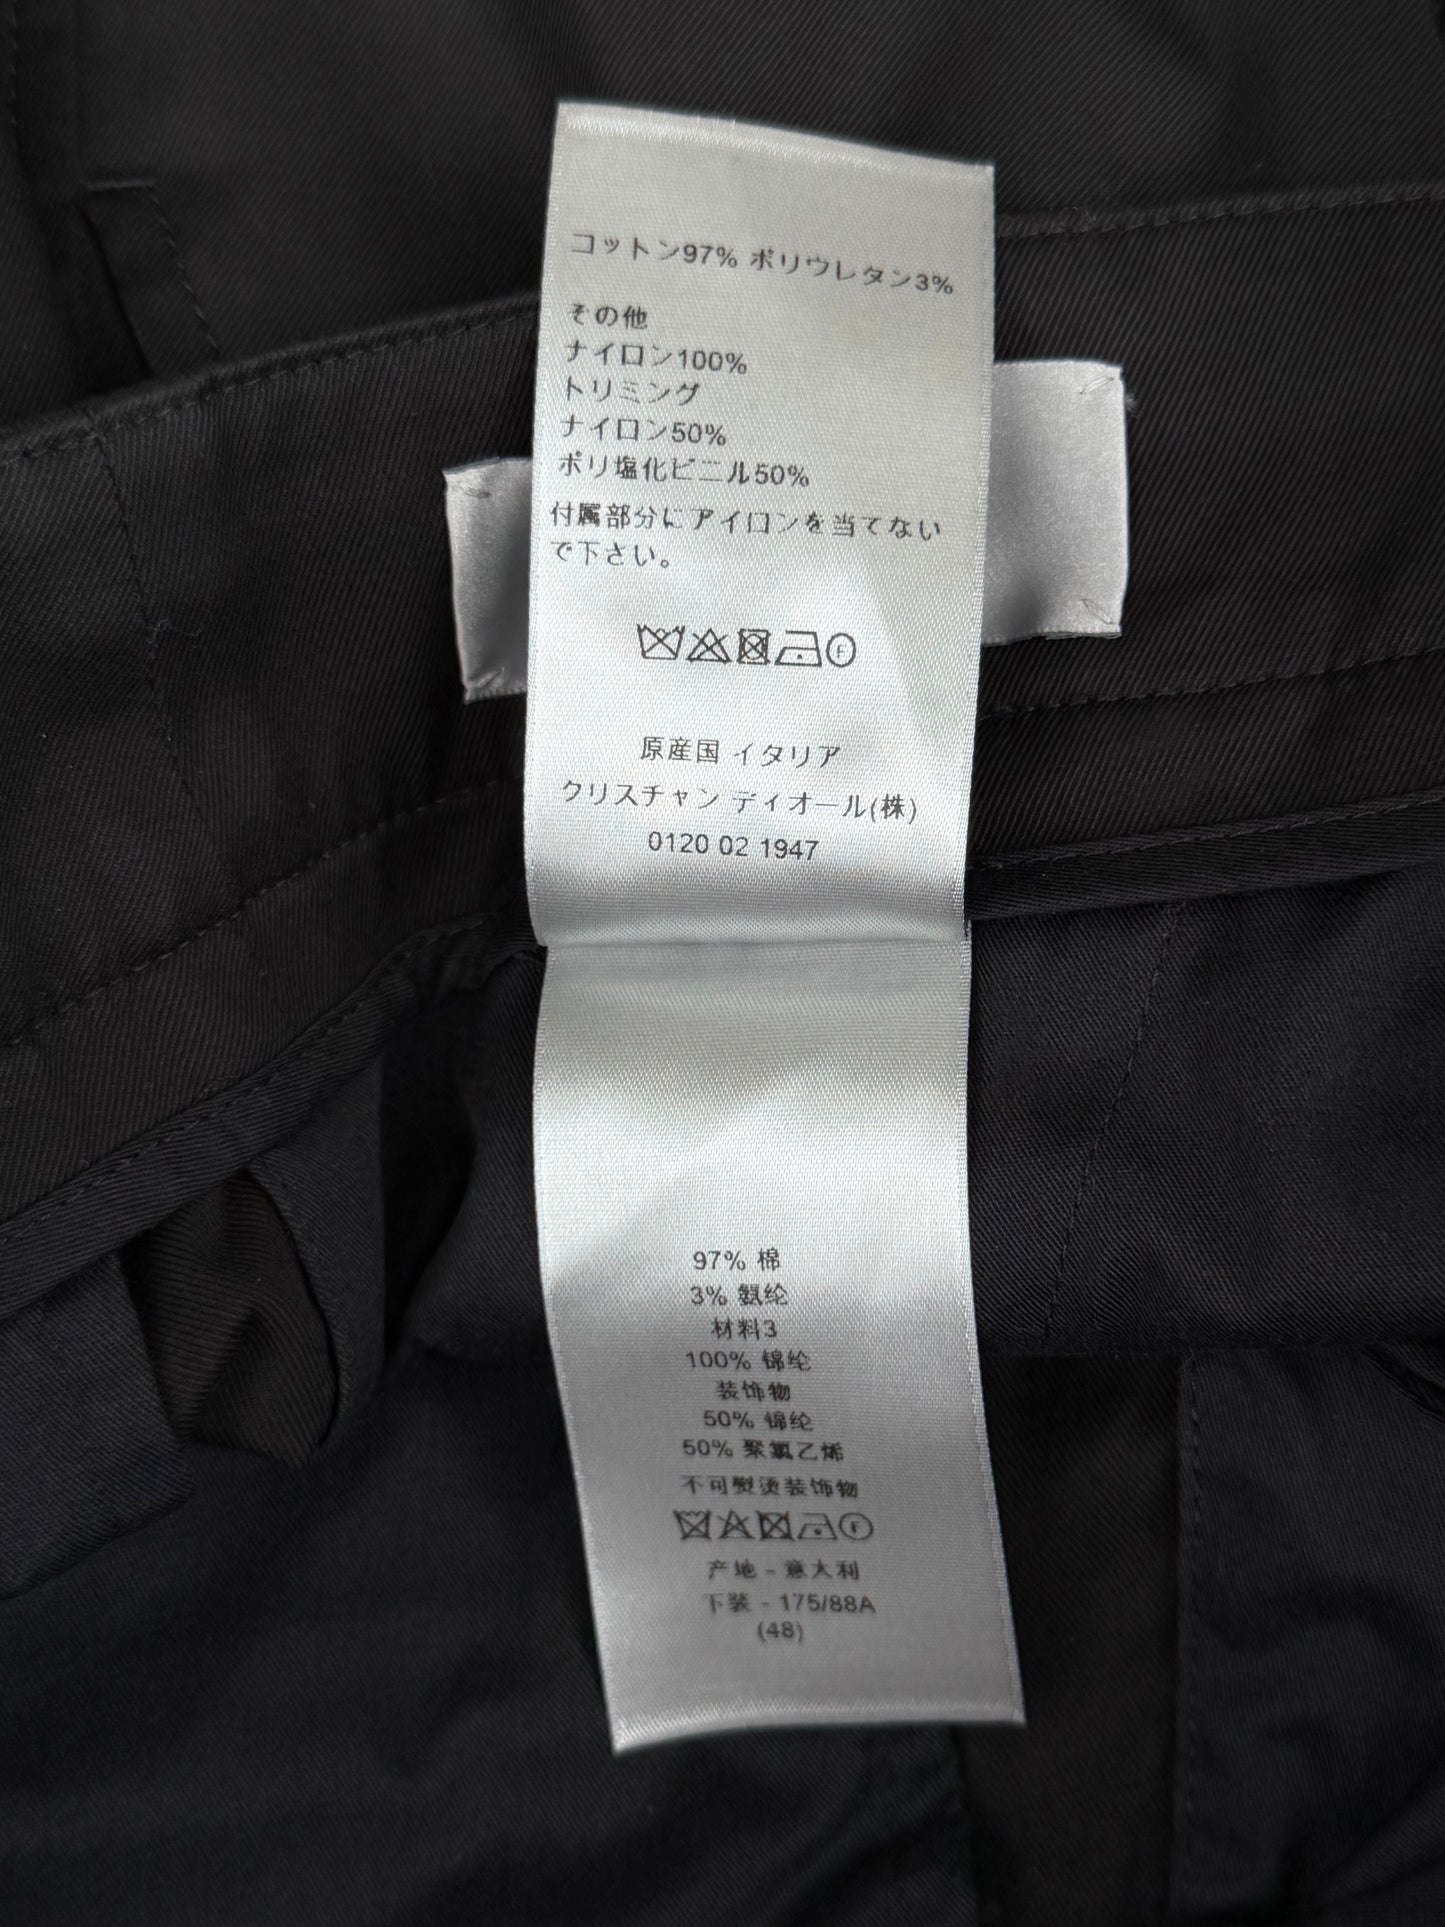 コットン97% ポリウレタン3%
その他
ナイロン100%
トリミング
ナイロン50%
ポリ塩化ビニル50%
付属部分にアイロンを当てない
で下さい。
F
原産国 イタリア
クリスチャン ディオール(株)
0120 02 1947
97% 棉
3% 氨纶
材料3
100% 锦纶
装饰物
50% 锦纶
50% 聚氯乙烯
不可熨烫装饰物
F
产地 - 意大利
下装 - 175/88A
(48)